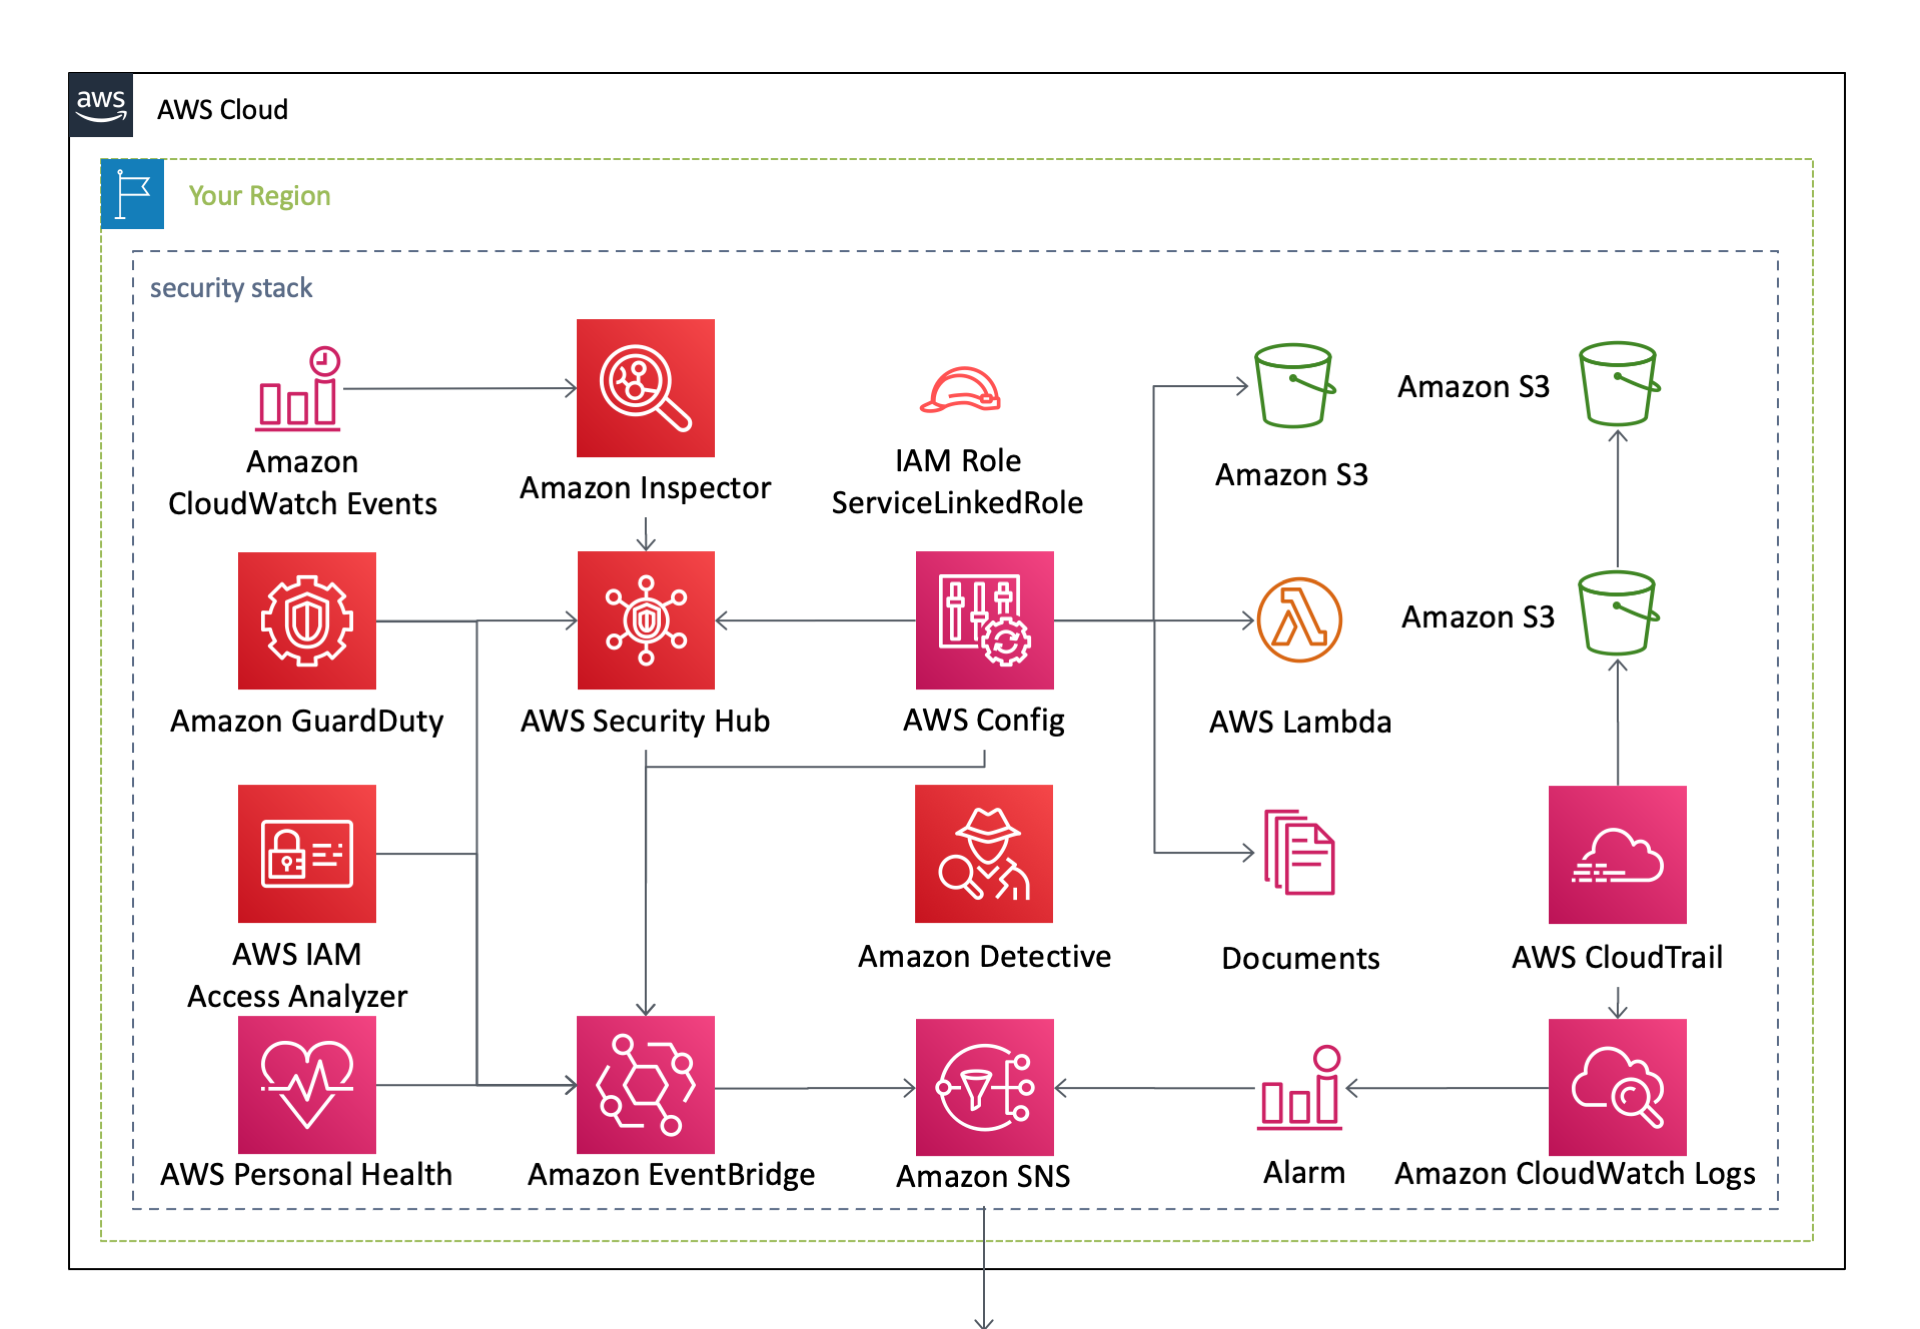 aws
AWS Cloud
Your Region
security stack
Amazon
CloudWatch Events
Amazon Inspector
IAM Role
ServiceLinkedRole
Amazon S3
Amazon S3
Amazon GuardDuty
AWS Security Hub
AWS Config
AWS Lambda
Amazon S3
AWS IAM
Access Analyzer
Amazon Detective
Documents
AWS CloudTrail
AWS Personal Health
Amazon EventBridge
Amazon SNS
Alarm
Amazon CloudWatch Logs